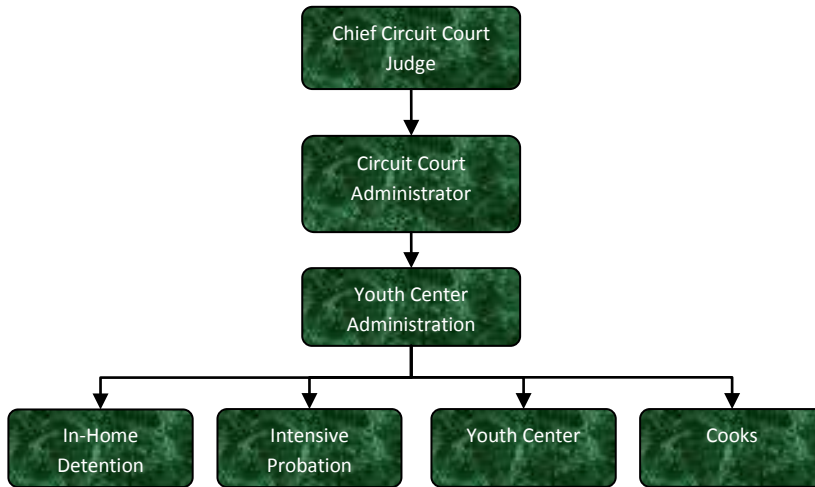 Chief Circuit Court
Judge
Circuit Court
Administrator
Youth Center
Administration
In-Home
Detention
Intensive
Probation
Youth Center
Cooks